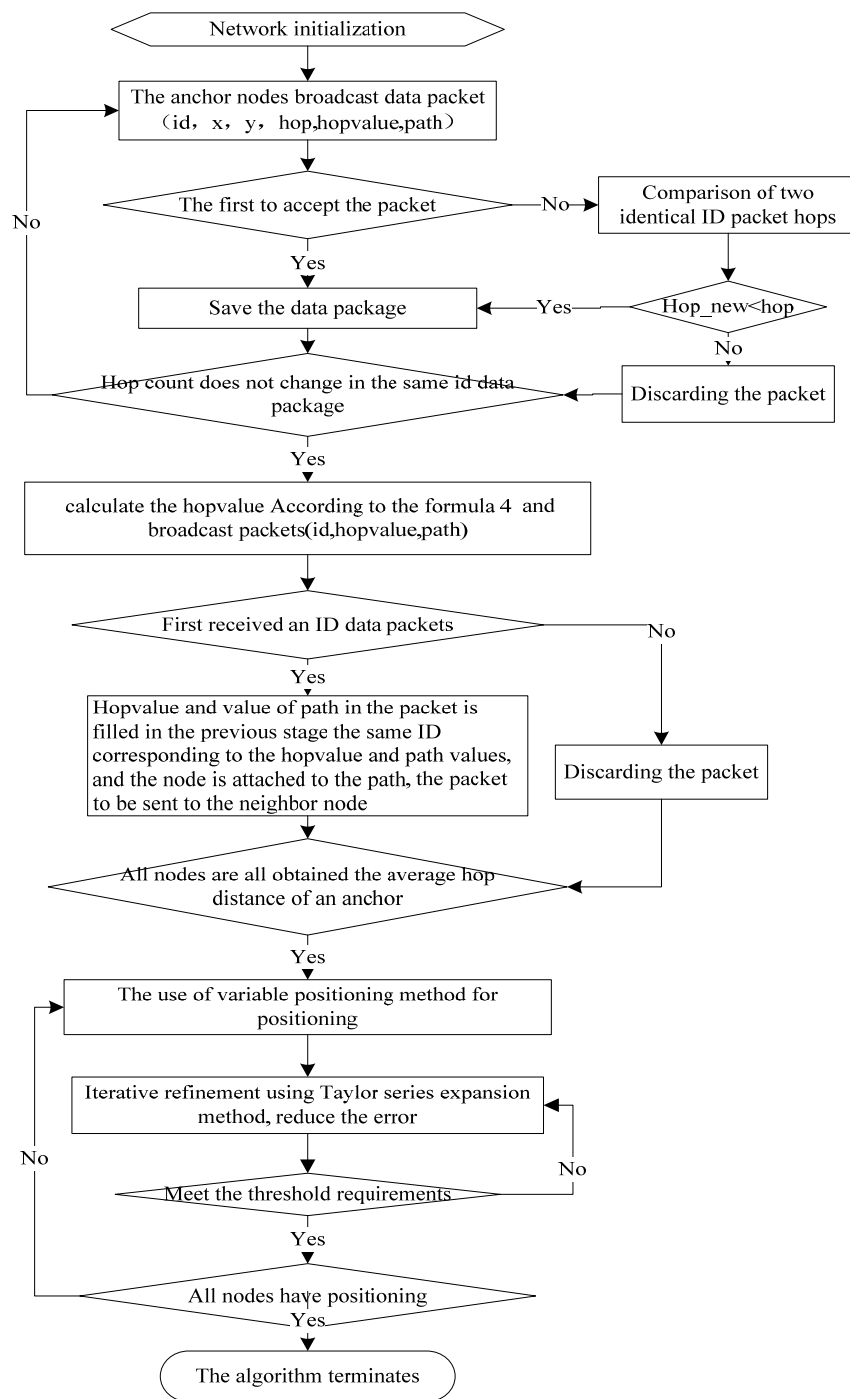 Network initialization
The anchor nodes broadcast data packet
（id，x，y，hop,hopvalue,path）
The first to accept the packet
No
Comparison of two
identical ID packet hops
No
Yes
Save the data package
Yes
Hop_new<hop
No
Hop count does not change in the same id data
package
Discarding the packet
Yes
calculate the hopvalue According to the formula 4 and
broadcast packets(id,hopvalue,path)
First received an ID data packets
No
Yes
Hopvalue and value of path in the packet is
filled in the previous stage the same ID
corresponding to the hopvalue and path values,
and the node is attached to the path, the packet
to be sent to the neighbor node
Discarding the packet
All nodes are all obtained the average hop
distance of an anchor
Yes
The use of variable positioning method for
positioning
Iterative refinement using Taylor series expansion
method, reduce the error
No
No
Meet the threshold requirements
Yes
All nodes have positioning
Yes
The algorithm terminates